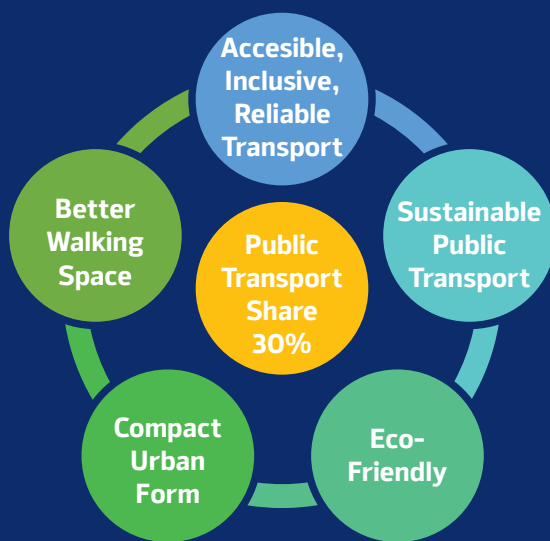 Accesible,
Inclusive,
Reliable
Transport
Better
Walking
Space
Public
Transport
Share
30%
Sustainable
Public
Transport
Compact
Urban
Form
Eco-
Friendly